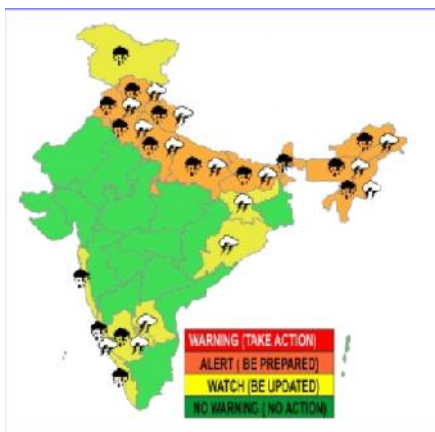 WARNING (TAKE ACTION)
ALERT ( BE PREPARED)
WATCH (BE UPDATED)
NO WARNING ( NO ACTION)